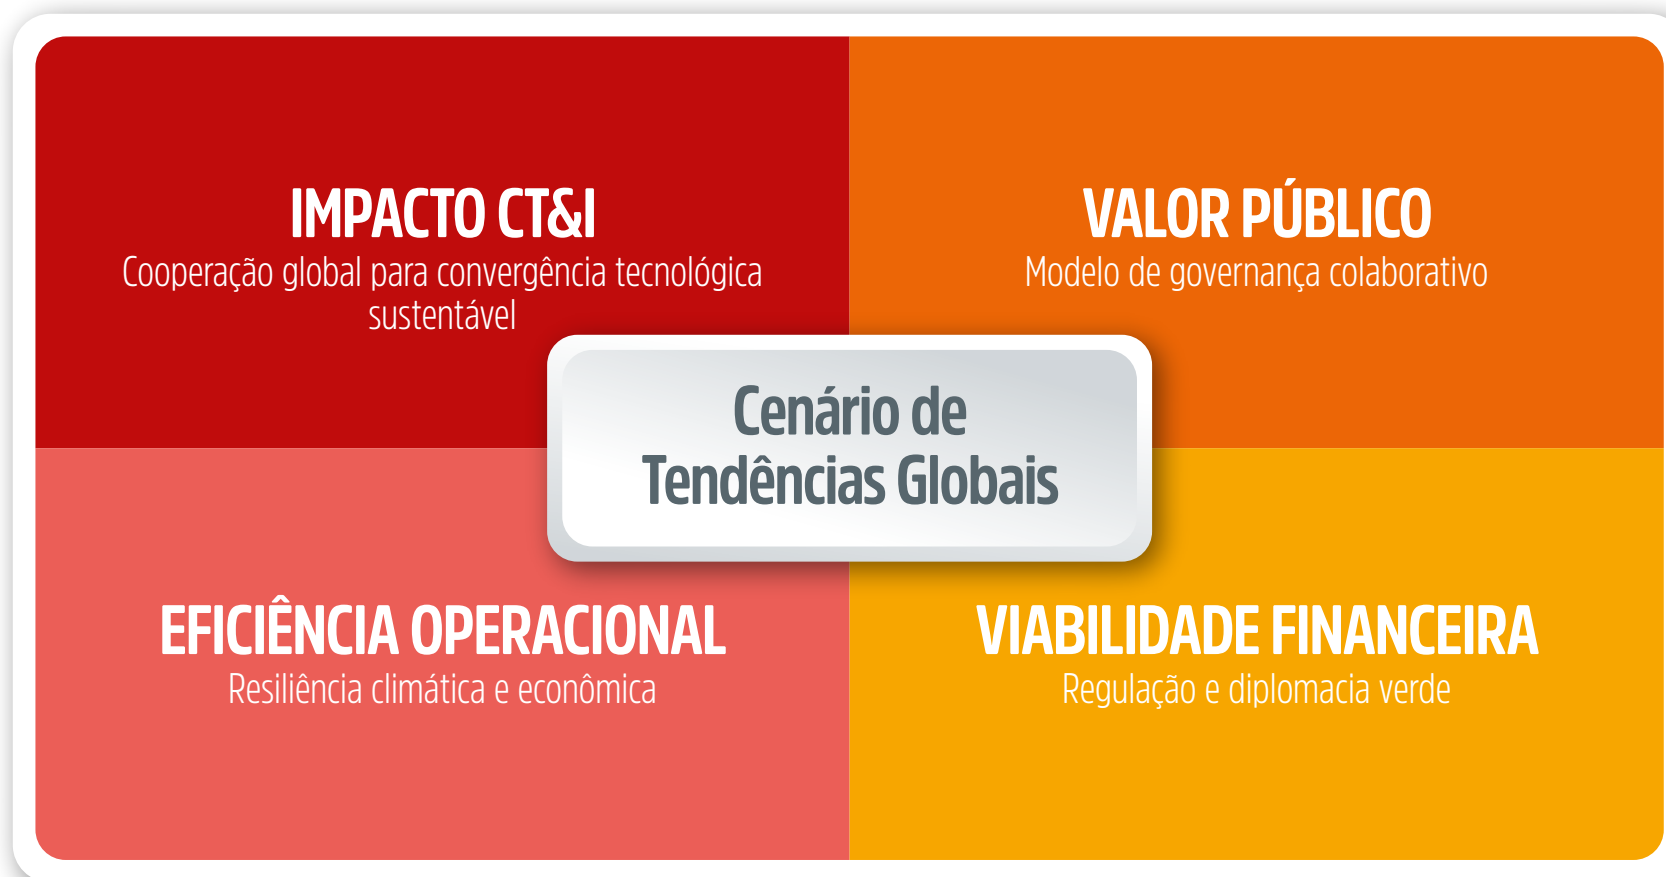 IMPACTO CT&I
Cooperação global para convergência tecnológica
sustentável
VALOR PÚBLICO
Modelo de governança colaborativo
Cenário de
Tendências Globais
EFICIÊNCIA OPERACIONAL
Resiliência climática e econômica
VIABILIDADE FINANCEIRA
Regulação e diplomacia verde